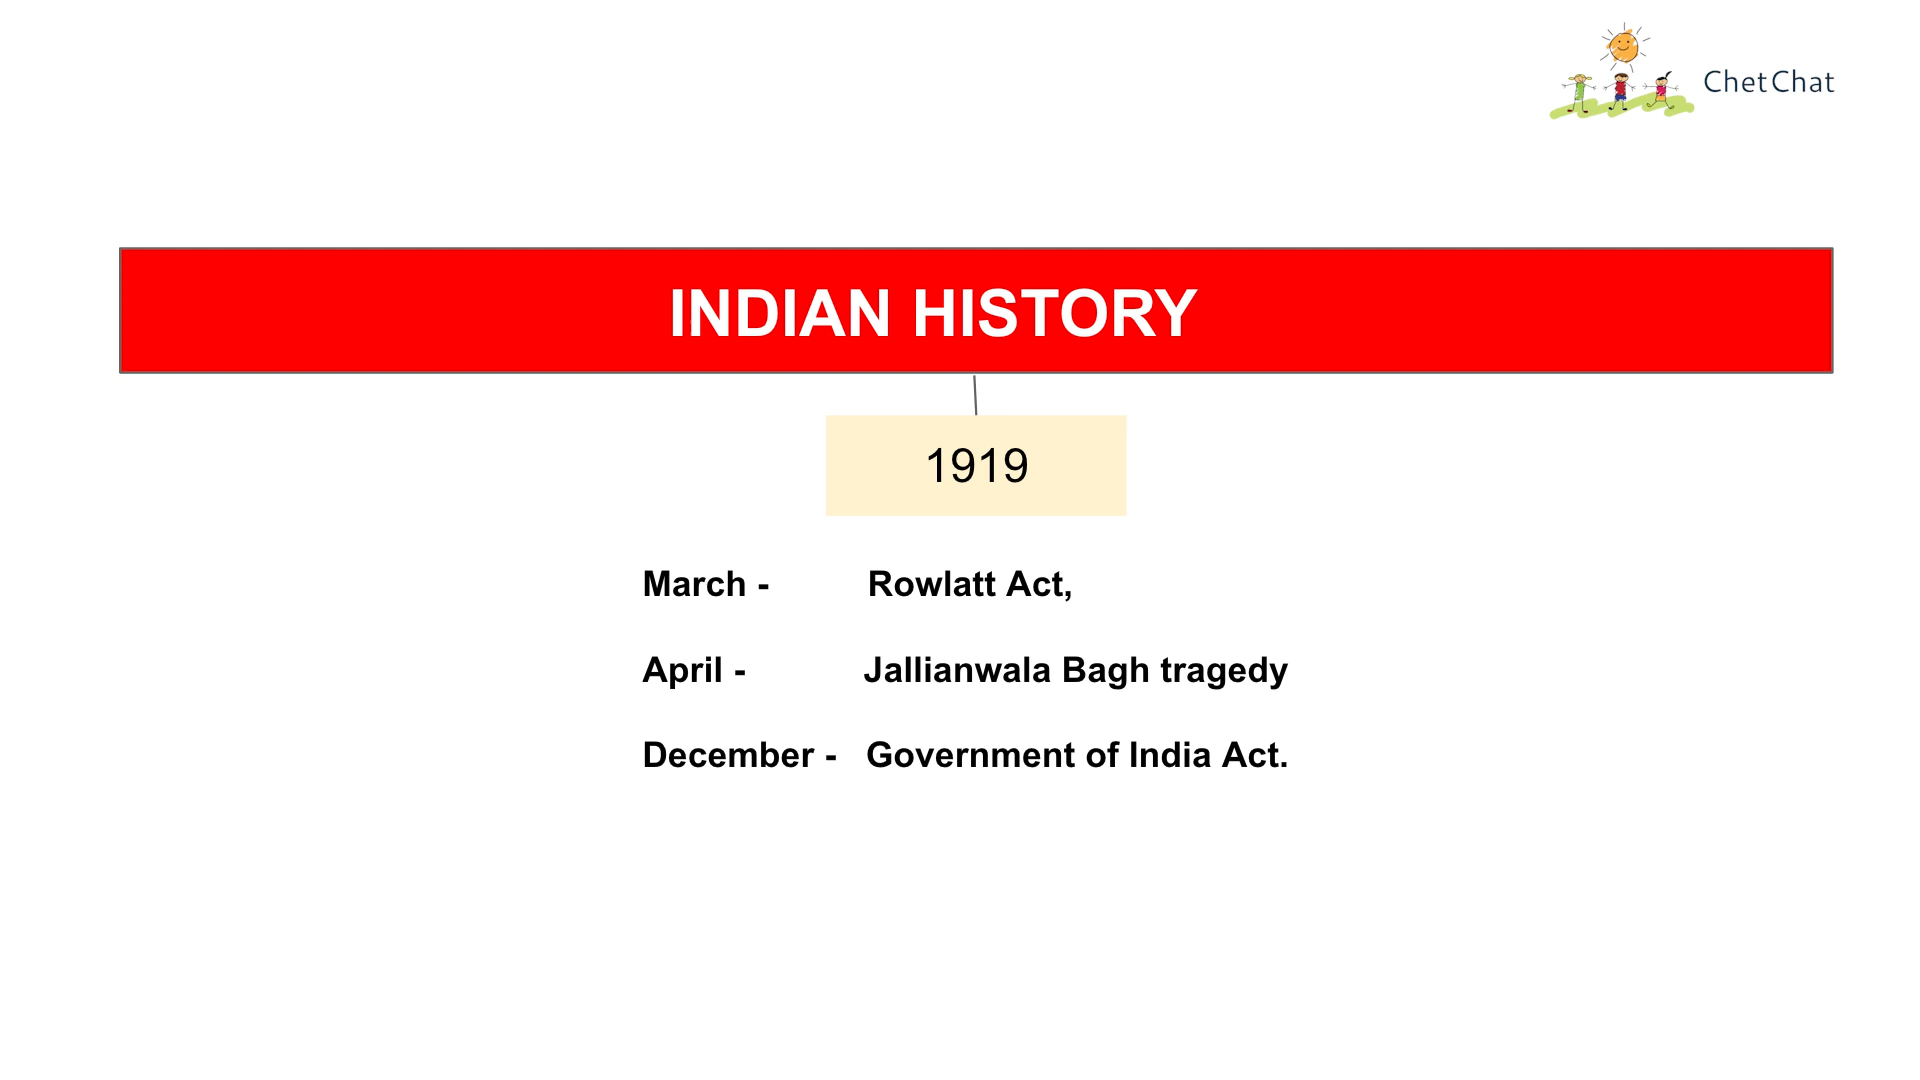 ChetChat
INDIAN HISTORY
1919
March - Rowlatt Act,
April - Jallianwala Bagh tragedy
December - Government of India Act.